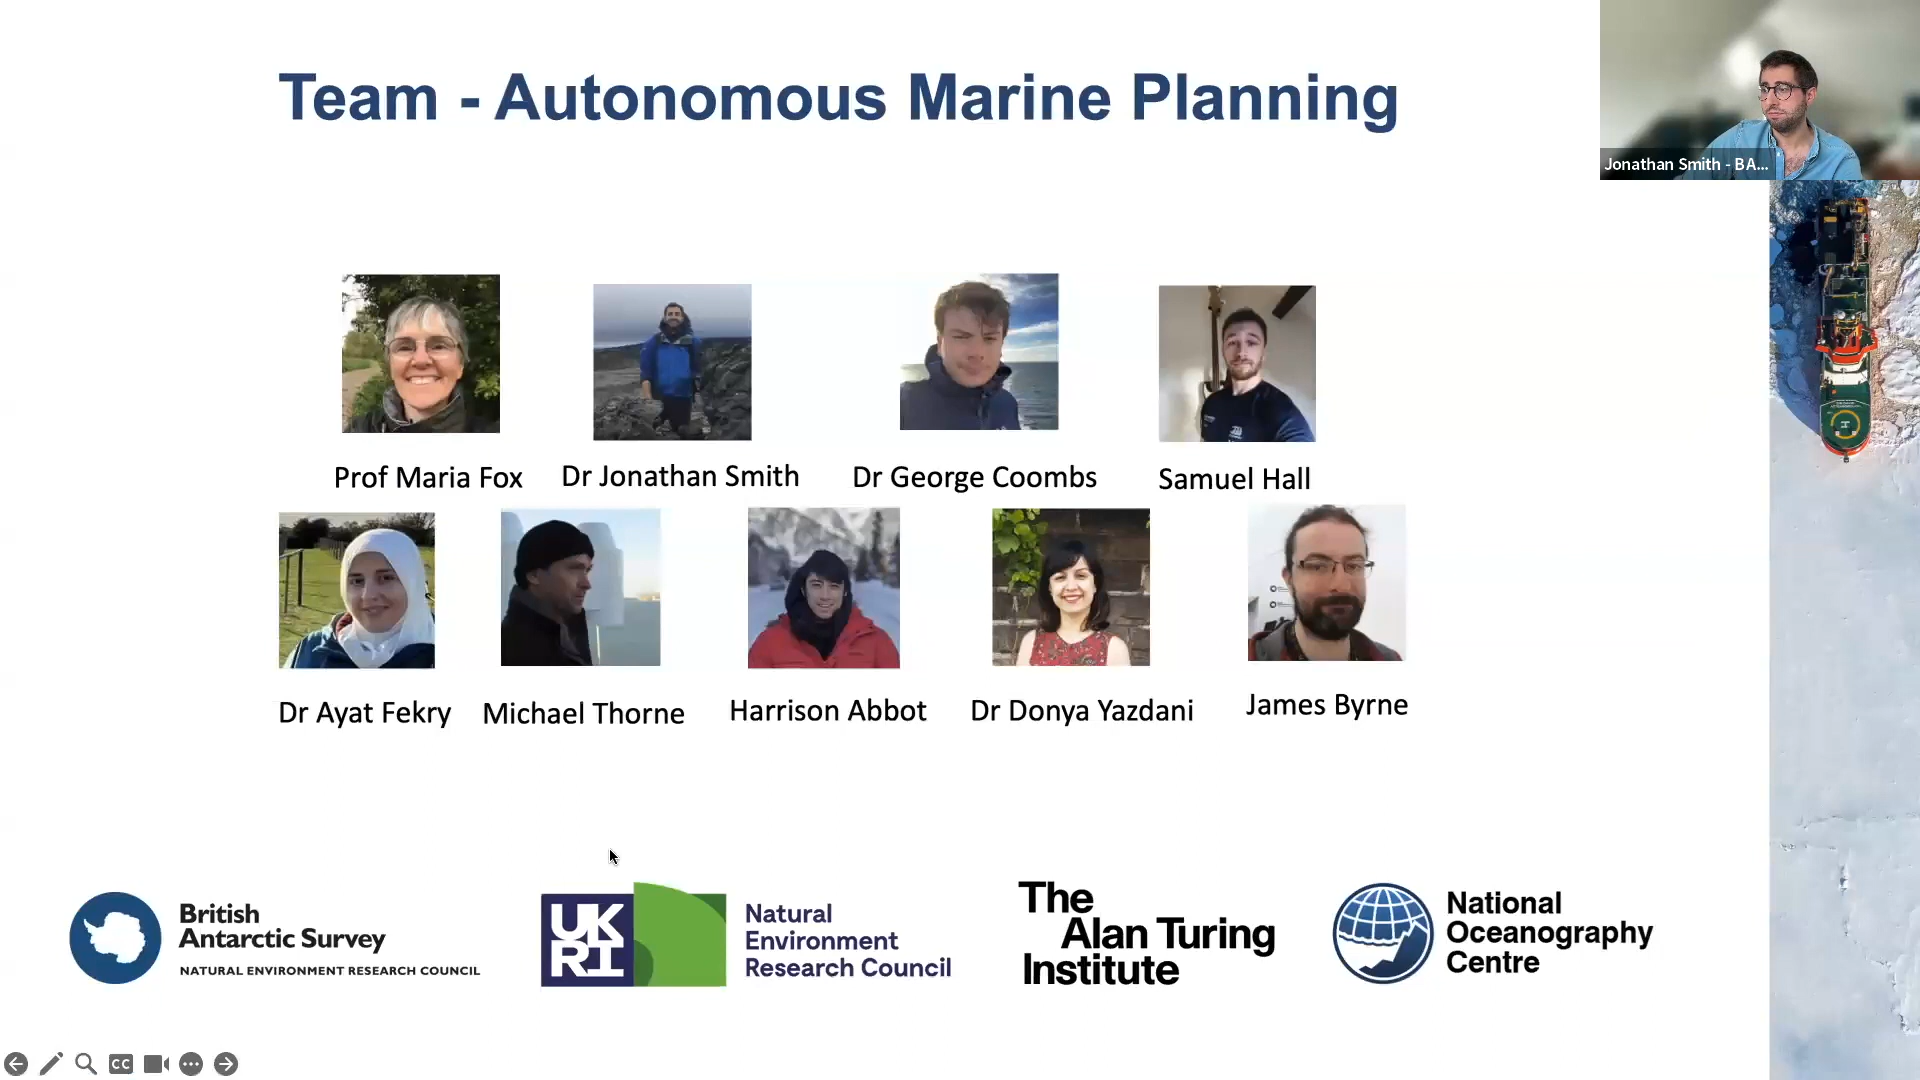 Team - Autonomous Marine Planning
Jonathan Smith - BA...
Prof Maria Fox
Dr Jonathan Smith
Dr George Coombs
Samuel Hall
Dr Ayat Fekry
Michael Thorne
Harrison Abbot
Dr Donya Yazdani
James Byrne
British
Antarctic Survey
NATURAL ENVIRONMENT RESEARCH COUNCIL
UK
RI
Natural
Environment
Research Council
The
Alan Turing
Institute
National
Oceanography
Centre
CC